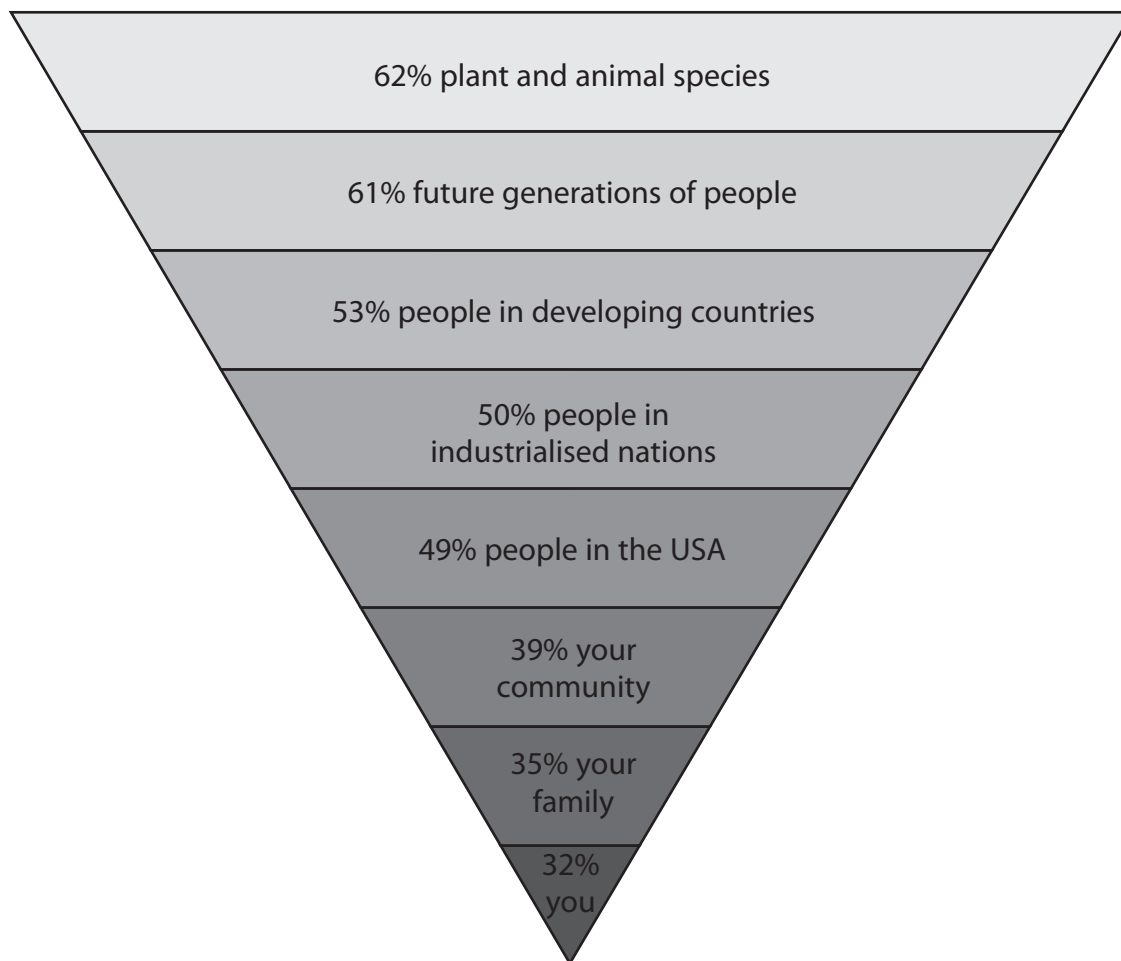 62% plant and animal species
61% future generations of people
53% people in developing countries
50% people in
industrialised nations
49% people in the USA
39% your
community
35% your
family
32%
you